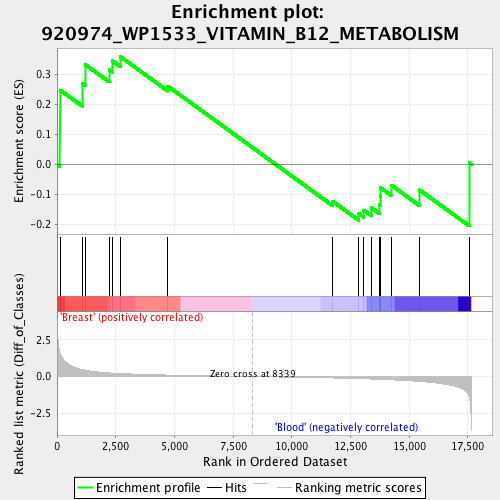 Enrichment plot:
920974_WP1533_VITAMIN_B12_METABOLISM
Enrichment score (ES)
0.3
0.2
0.1
0.0
-0.1
-0.2
'Breast' (positively correlated)
Ranked list metric (Diff_of_Classes)
2.5
0.0
-2.5
Zero cross at 8339
'Blood' (negatively correlated)
0 2,500 5,000 7,500 10,000 12,500 15,000 17,500
Rank in Ordered Dataset
Enrichment profile Hits Ranking metric scores